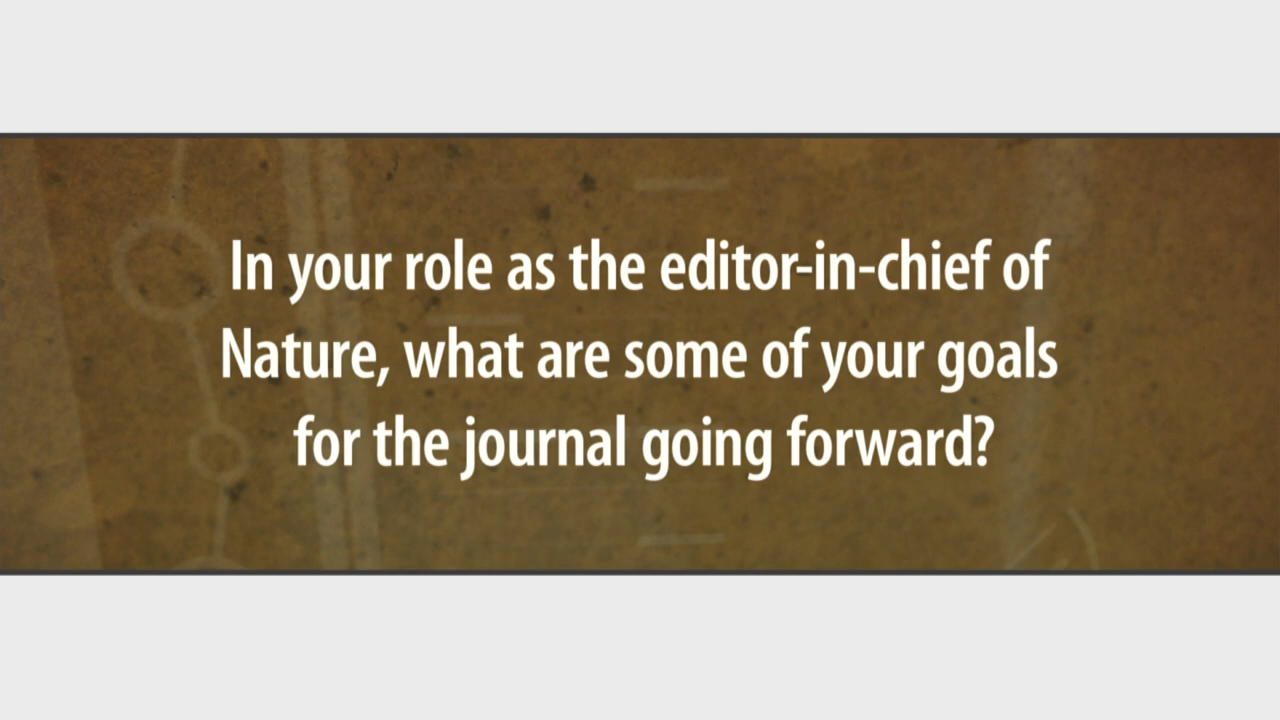 In your role as the editor-in-chief of
Nature, what are some of your goals
for the journal going forward?